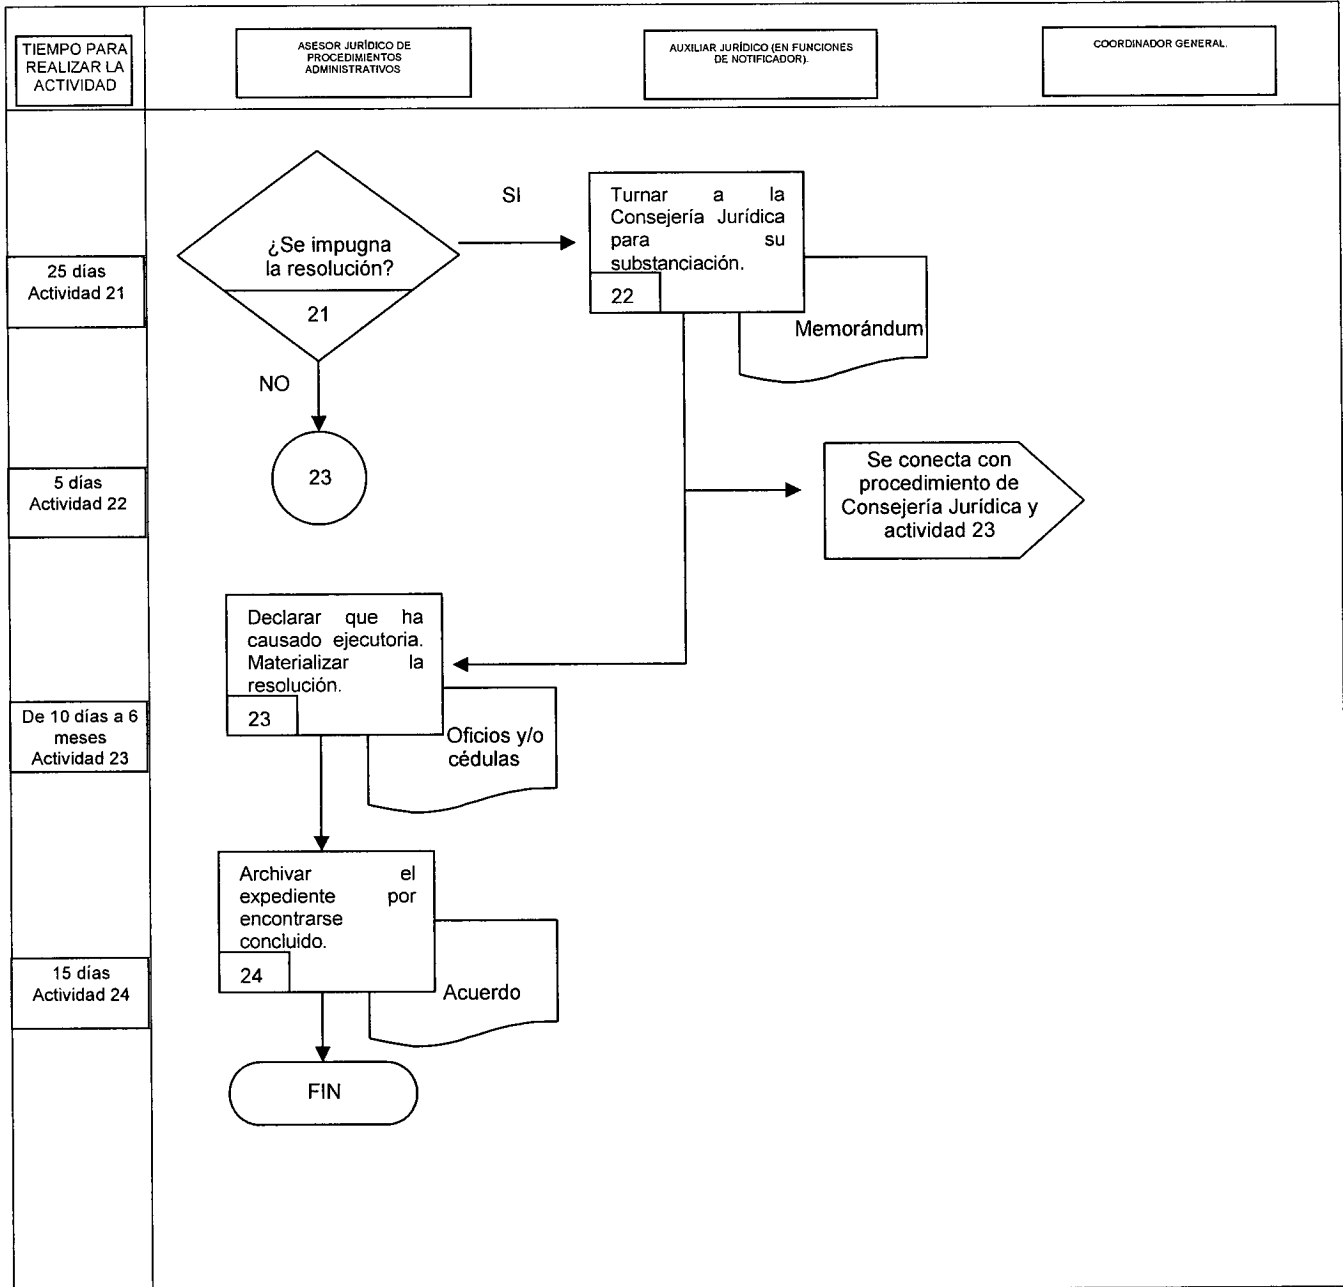 TIEMPO PARA
REALIZAR LA
ACTIVIDAD
ASESOR JURÍDICO DE
PROCEDIMIENTOS
ADMINISTRATIVOS
AUXILIAR JURÍDICO (EN FUNCIONES
DE NOTIFICADOR).
COORDINADOR GENERAL.
25 días
Actividad 21
¿Se impugna
la resolución?
21
SI
NO
23
Turnar a la
Consejería Jurídica
para su
substanciación.
22
Memorándum
5 días
Actividad 22
Se conecta con
procedimiento de
Consejería Jurídica y
actividad 23
De 10 días a 6
meses
Actividad 23
Declarar que ha
causado ejecutoria.
Materializar la
resolución.
23
Oficios y/o
cédulas
15 días
Actividad 24
Archivar el
expediente por
encontrarse
concluido.
24
Acuerdo
FIN